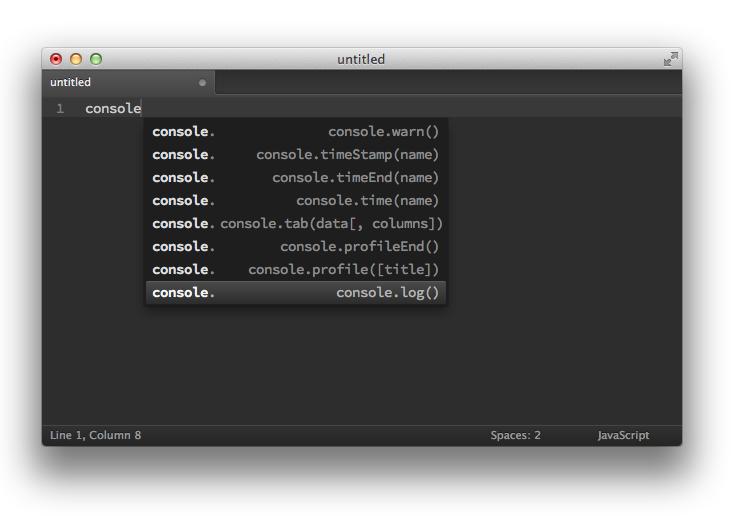 untitled
untitled
1 console
console. console.warn()
console. console.timeStamp(name)
console. console.timeEnd(name)
console. console.time(name)
console. console.tab(data[, columns])
console. console.profileEnd()
console. console.profile([title])
console. console.log()
Line 1, Column 8 Spaces: 2 JavaScript